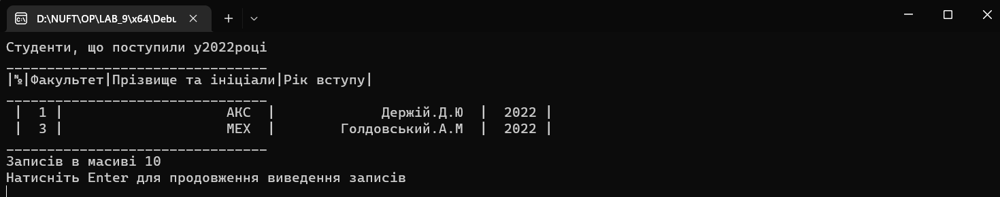 D:\NUFT\OP\LAB_9\x64\Debu
Студенти, що поступили у2022році
________________________________
|№|Факультет|Прізвище та ініціали|Рік вступу|
________________________________
| 1 | АКС | Держій.Д.Ю | 2022 |
| 3 | МЕХ | Голдовський.А.М | 2022 |
________________________________
Записів в масиві 10
Натисніть Enter для продовження виведення записів